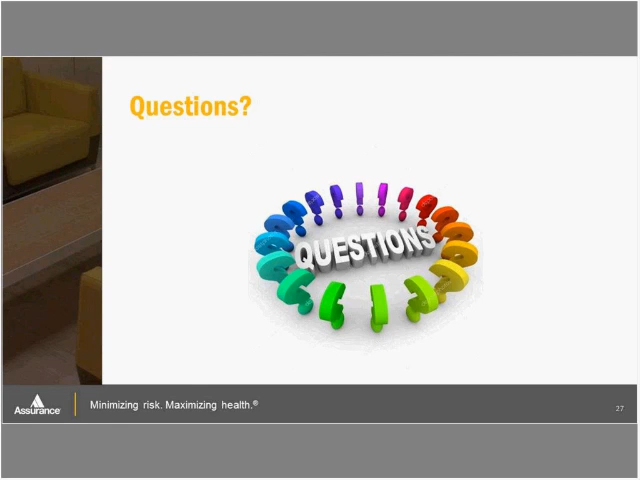 Questions?
QUESTIONS
Assurance
Minimizing risk. Maximizing health.®
27